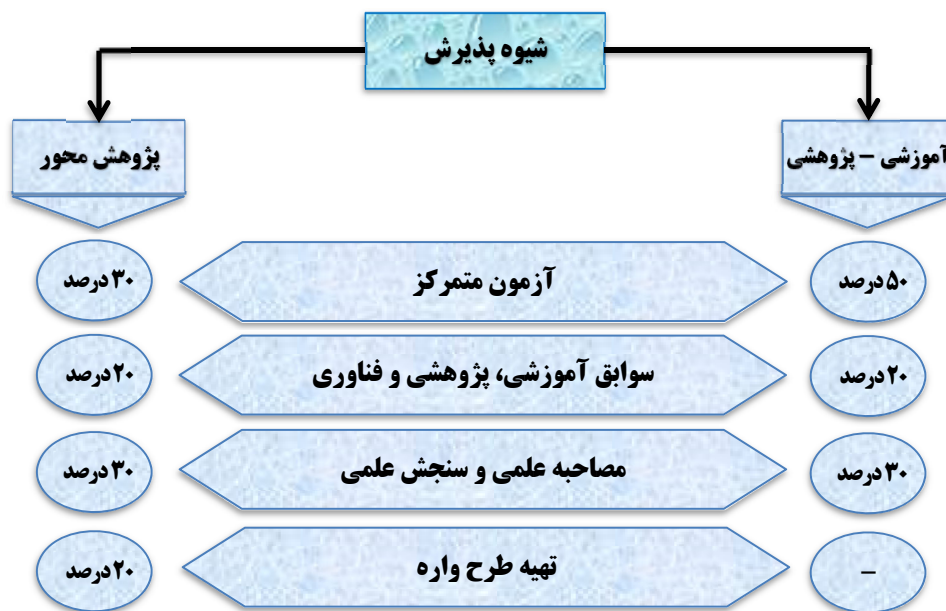 شیوه پذیرش
آموزشی – پژوهشی
پژوهش محور
۵۰ درصد
آزمون متمرکز
۳۰ درصد
۲۰ درصد
سوابق آموزشی، پژوهشی و فناوری
۲۰ درصد
۳۰ درصد
مصاحبه علمی و سنجش علمی
۳۰ درصد
–
تهیه طرح واره
۲۰ درصد